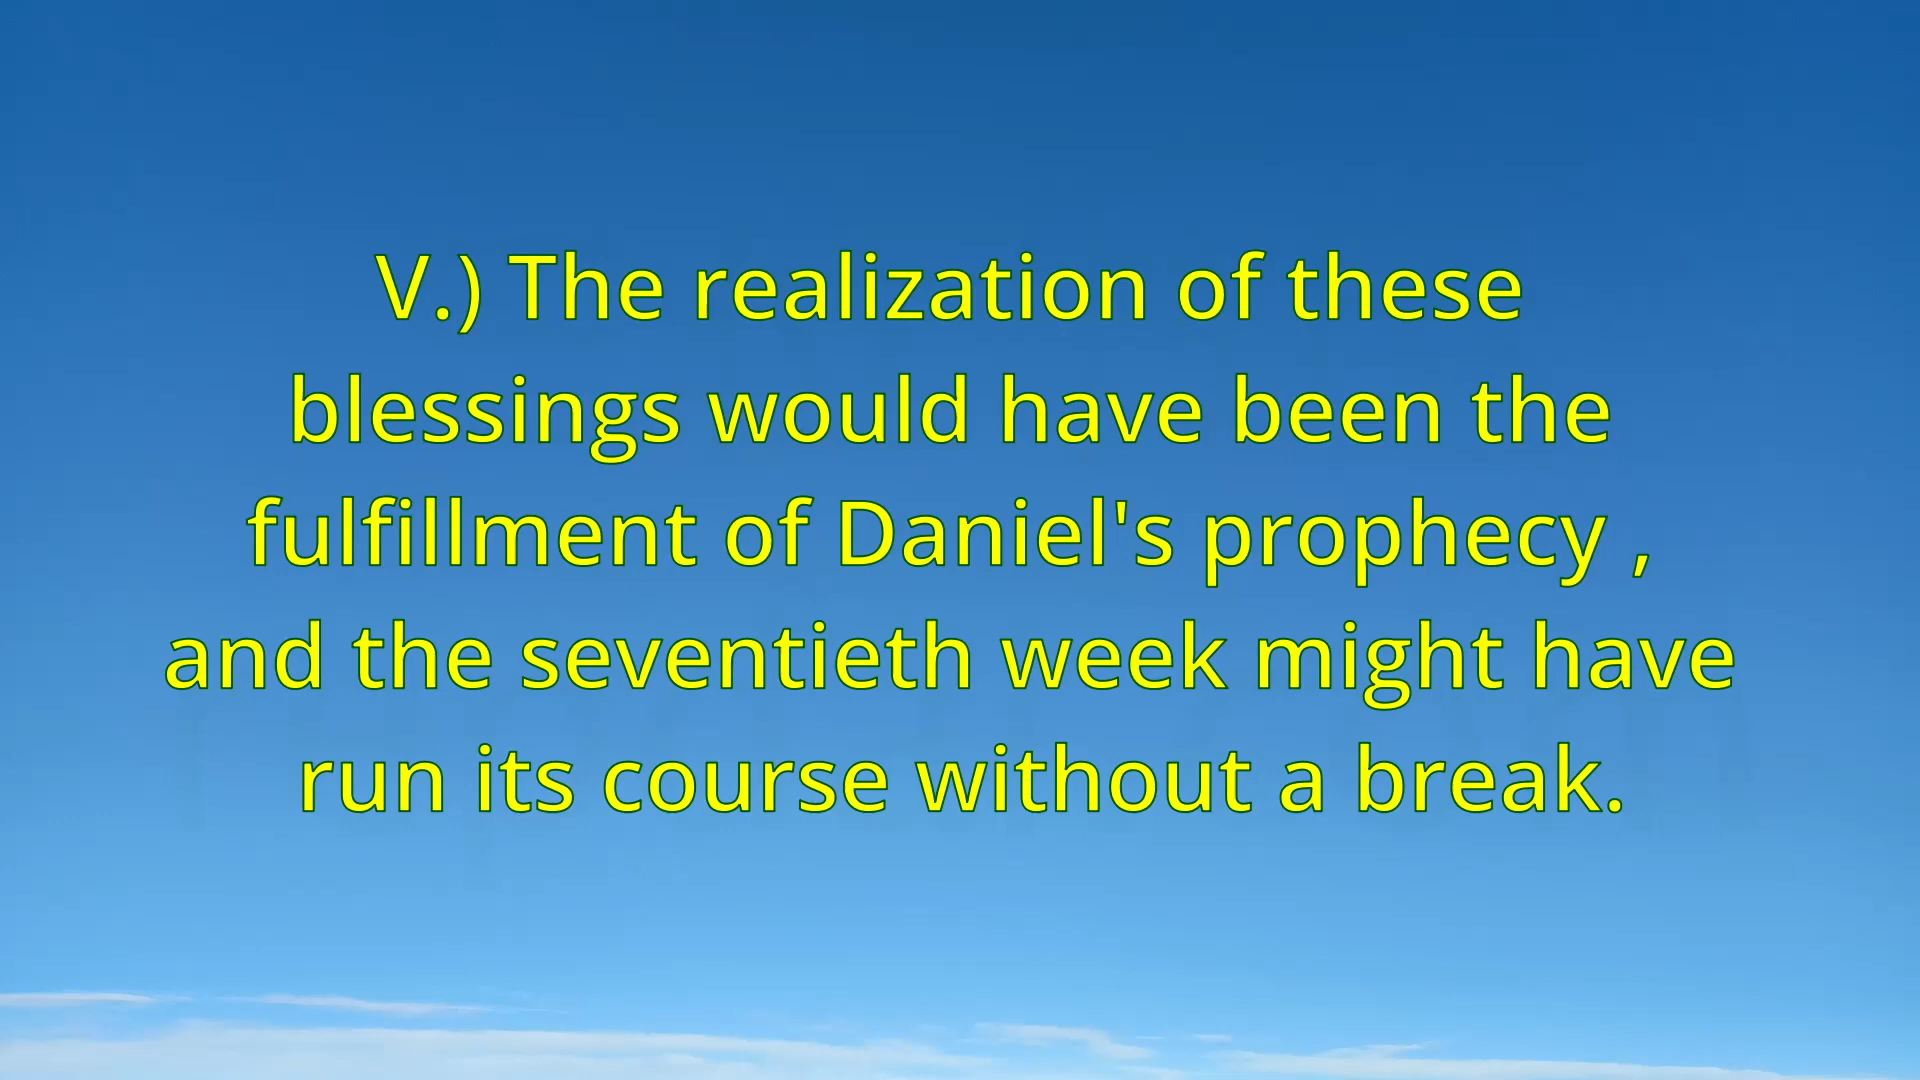 V.) The realization of these
blessings would have been the
fulfillment of Daniel's prophecy ,
and the seventieth week might have
run its course without a break.